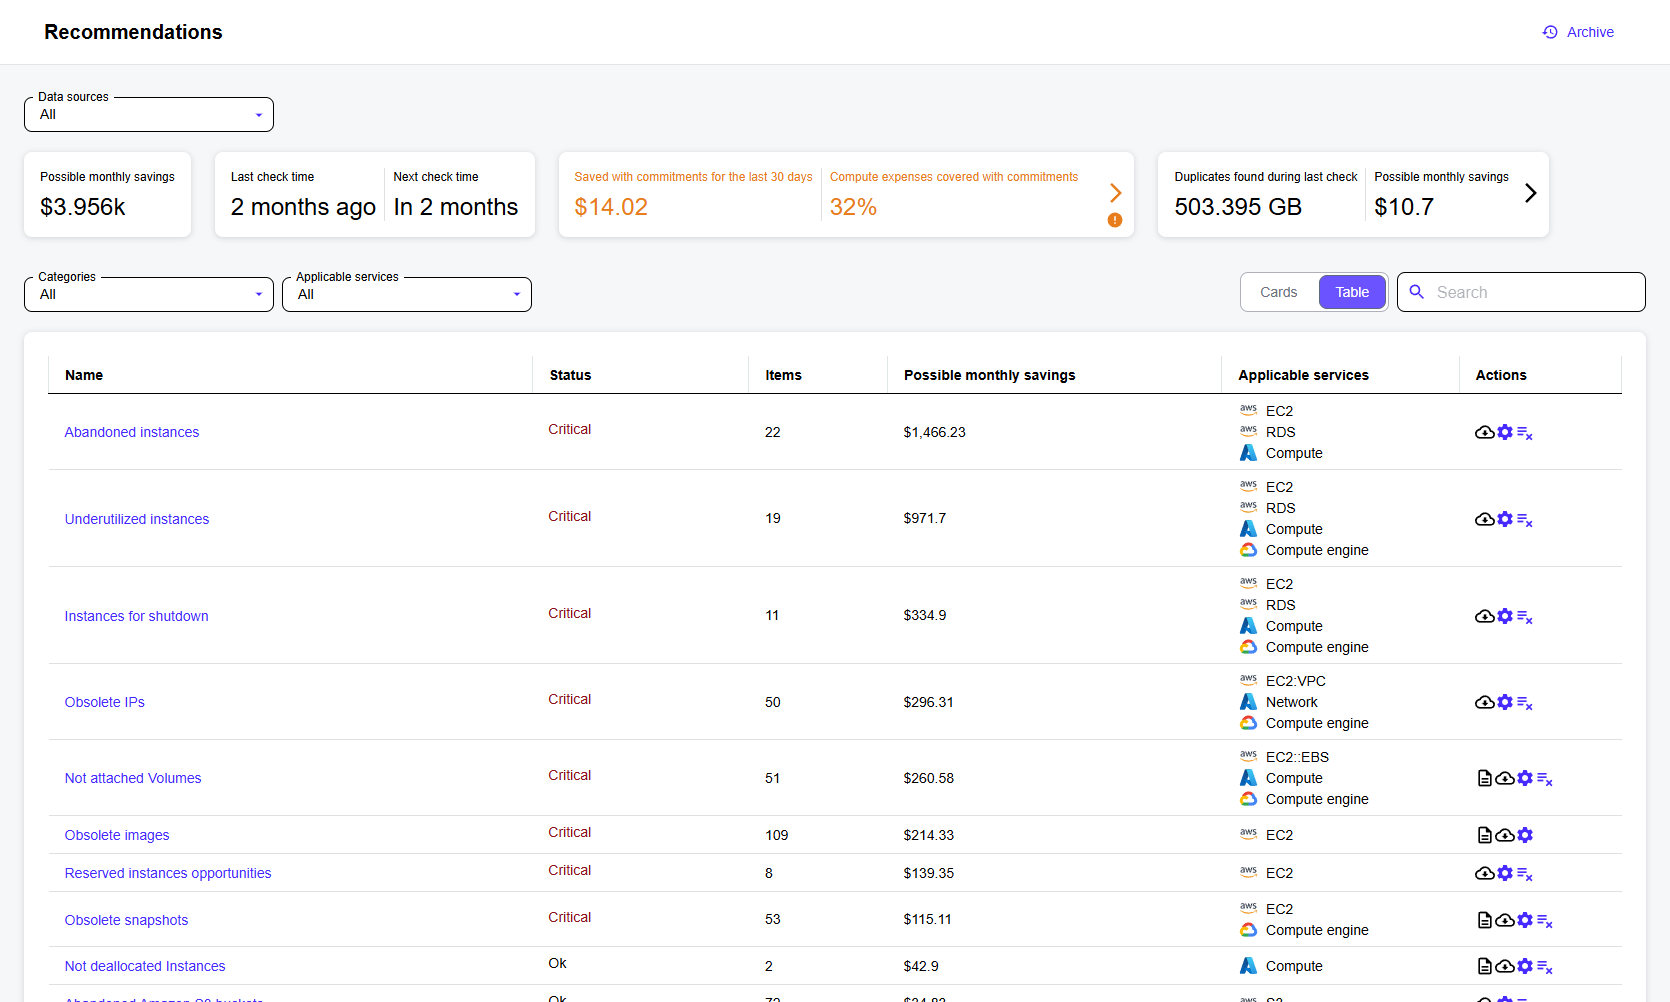 Recommendations
Archive
Data sources
All
Possible monthly savings
$3.956k
Last check time
2 months ago
Next check time
In 2 months
Saved with commitments for the last 30 days
$14.02
Compute expenses covered with commitments
32%
Duplicates found during last check
503.395 GB
Possible monthly savings
$10.7
Categories
All
Applicable services
All
Cards
Table
Search
Name Status Items Possible monthly savings Applicable services Actions
Abandoned instances Critical 22 $1,466.23
aws EC2
aws RDS
Compute
Underutilized instances Critical 19 $971.7
aws EC2
aws RDS
Compute
Compute engine
Instances for shutdown Critical 11 $334.9
aws EC2
aws RDS
Compute
Compute engine
Obsolete IPs Critical 50 $296.31
aws EC2:VPC
Network
Compute engine
Not attached Volumes Critical 51 $260.58
aws EC2::EBS
Compute
Compute engine
Obsolete images Critical 109 $214.33 aws EC2
Reserved instances opportunities Critical 8 $139.35 aws EC2
Obsolete snapshots Critical 53 $115.11
aws EC2
Compute engine
Not deallocated Instances Ok 2 $42.9 Compute
Abandoned Amazon S3 buckets Ok 72 aws S3